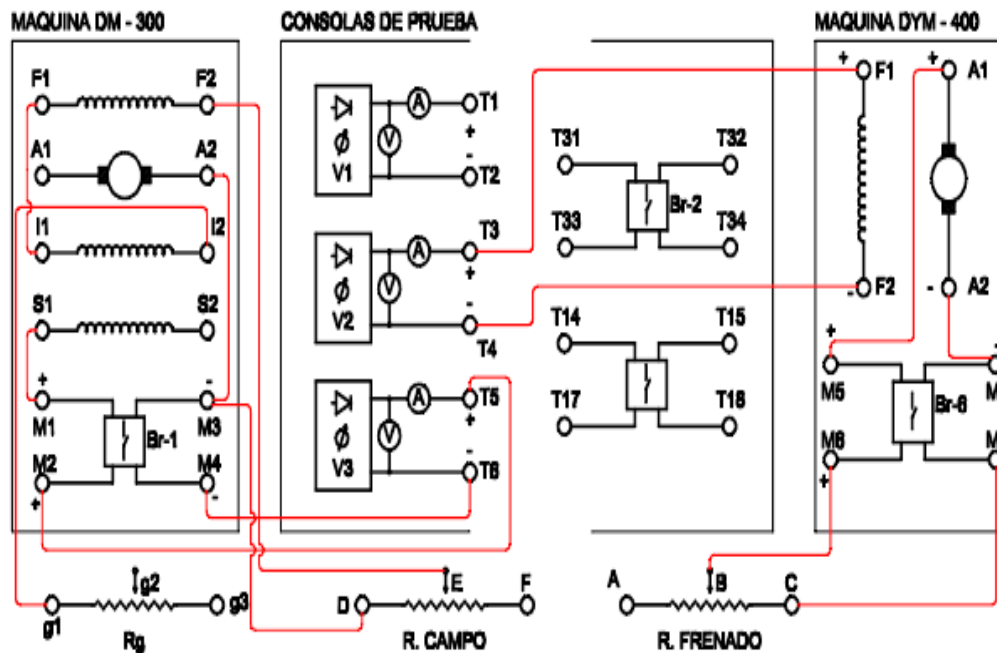 MAQUINA DM - 300
CONSOLAS DE PRUEBA
MAQUINA DYM - 400
F1 F2
A1 A2
I1 I2
S1 S2
+ -
M1 Br-1 M3
M2 M4
+ -
A T1
+
V
-
V1 T2
T3
A
+
V
-
V2 T4
A T5
+
V
-
V3 T6
T31 T32
Br-2
T33 T34
T14 T15
T17 T18
+ F1 + A1
- F2 - A2
+ -
M5 M
Br-6
M6 M
+
g1 g2 g3
Rg
D E F
R. CAMPO
A B C
R. FRENADO